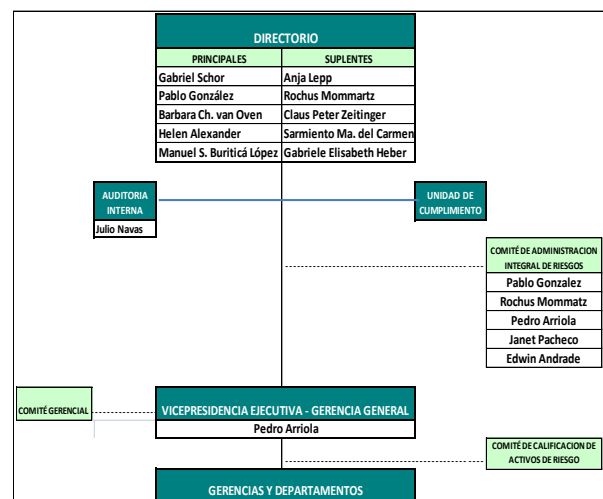 DIRECTORIO
PRINCIPALES SUPLENTES
Gabriel Schor Anja Lepp
Pablo González Rochus Mommartz
Barbara Ch. van Oven Claus Peter Zeitinger
Helen Alexander Sarmiento Ma. del Carmen
Manuel S. Buriticá López Gabriele Elisabeth Heber
AUDITORIA
INTERNA
Julio Navas
UNIDAD DE
CUMPLIMIENTO
COMITÉ DE ADMINISTRACION
INTEGRAL DE RIESGOS
Pablo Gonzalez
Rochus Mommatz
Pedro Arriola
Janet Pacheco
Edwin Andrade
COMITÉ GERENCIAL
VICEPRESIDENCIA EJECUTIVA - GERENCIA GENERAL
Pedro Arriola
COMITÉ DE CALIFICACION DE
ACTIVOS DE RIESGO
GERENCIAS Y DEPARTAMENTOS